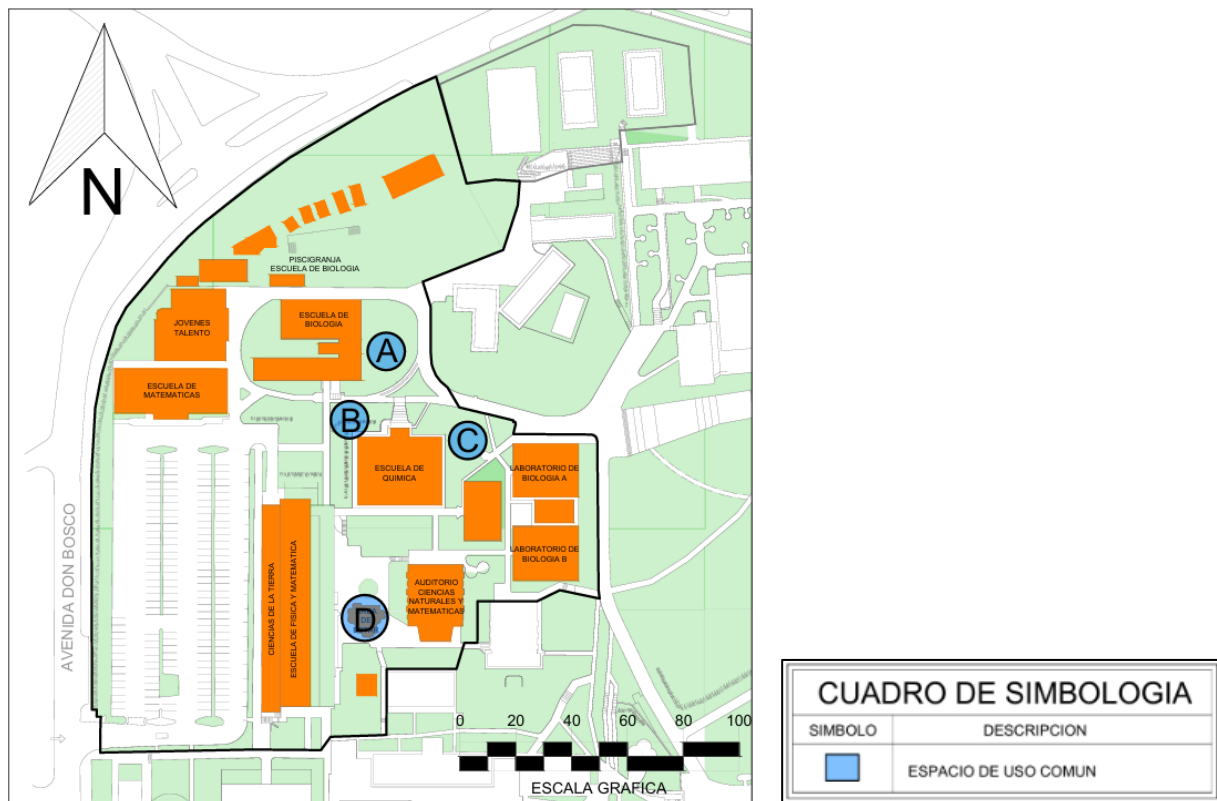 N
PISCIGRANJA
ESCUELA DE BIOLOGIA
JOVENES
TALENTO
ESCUELA DE
BIOLOGIA
A
ESCUELA DE
MATEMATICAS
B
C
ESCUELA DE
QUIMICA
LABORATORIO DE
BIOLOGIA A
LABORATORIO DE
BIOLOGIA B
AVENIDA DON BOSCO
CIENCIAS DE LA TIERRA
ESCUELA DE FISICA Y MATEMATICA
AUDITORIO
CIENCIAS
NATURALES Y
MATEMATICAS
D
0 20 40 60 80 100
ESCALA GRAFICA
CUADRO DE SIMBOLOGIA
SIMBOLO DESCRIPCION
ESPACIO DE USO COMUN